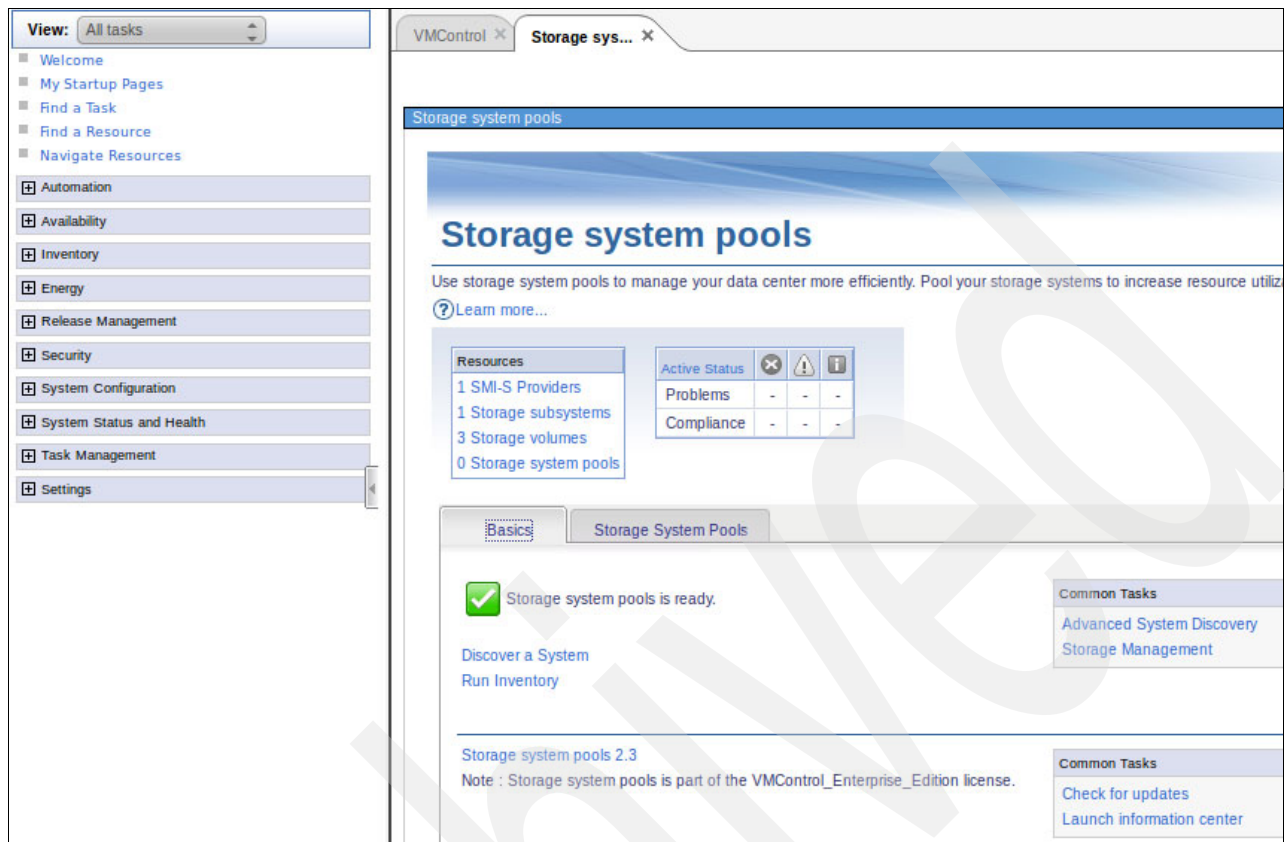 View: All tasks
Welcome
My Startup Pages
Find a Task
Find a Resource
Navigate Resources
Automation
Availability
Inventory
Energy
Release Management
Security
System Configuration
System Status and Health
Task Management
Settings
VMControl
Storage sys...
Storage system pools
Storage system pools
Use storage system pools to manage your data center more efficiently. Pool your storage systems to increase resource utiliz
Learn more...
Resources
1 SMI-S Providers
1 Storage subsystems
3 Storage volumes
0 Storage system pools
Active Status
Problems - - -
Compliance - - -
Basics
Storage System Pools
Storage system pools is ready.
Discover a System
Run Inventory
Common Tasks
Advanced System Discovery
Storage Management
Storage system pools 2.3
Note : Storage system pools is part of the VMControl_Enterprise_Edition license.
Common Tasks
Check for updates
Launch information center